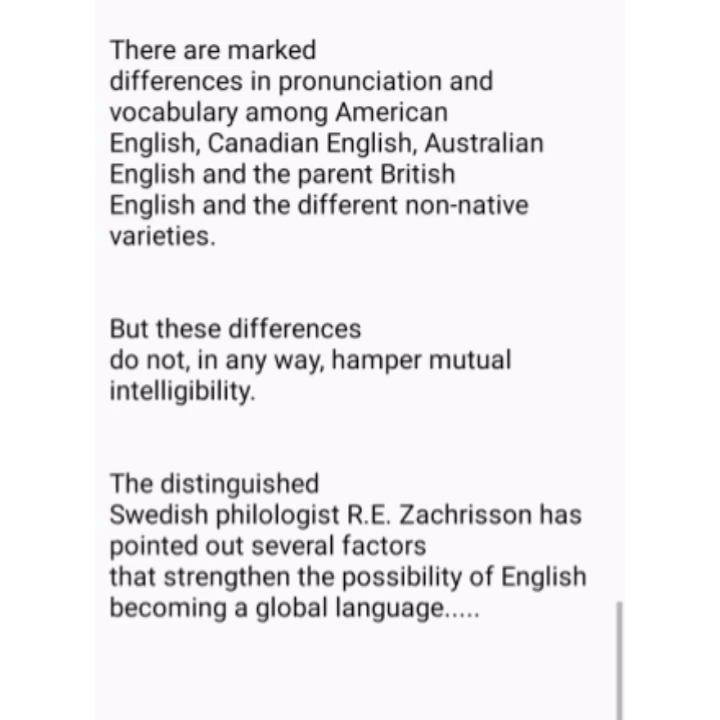 There are marked
differences in pronunciation and
vocabulary among American
English, Canadian English, Australian
English and the parent British
English and the different non-native
varieties.
But these differences
do not, in any way, hamper mutual
intelligibility.
The distinguished
Swedish philologist R.E. Zachrisson has
pointed out several factors
that strengthen the possibility of English
becoming a global language.....